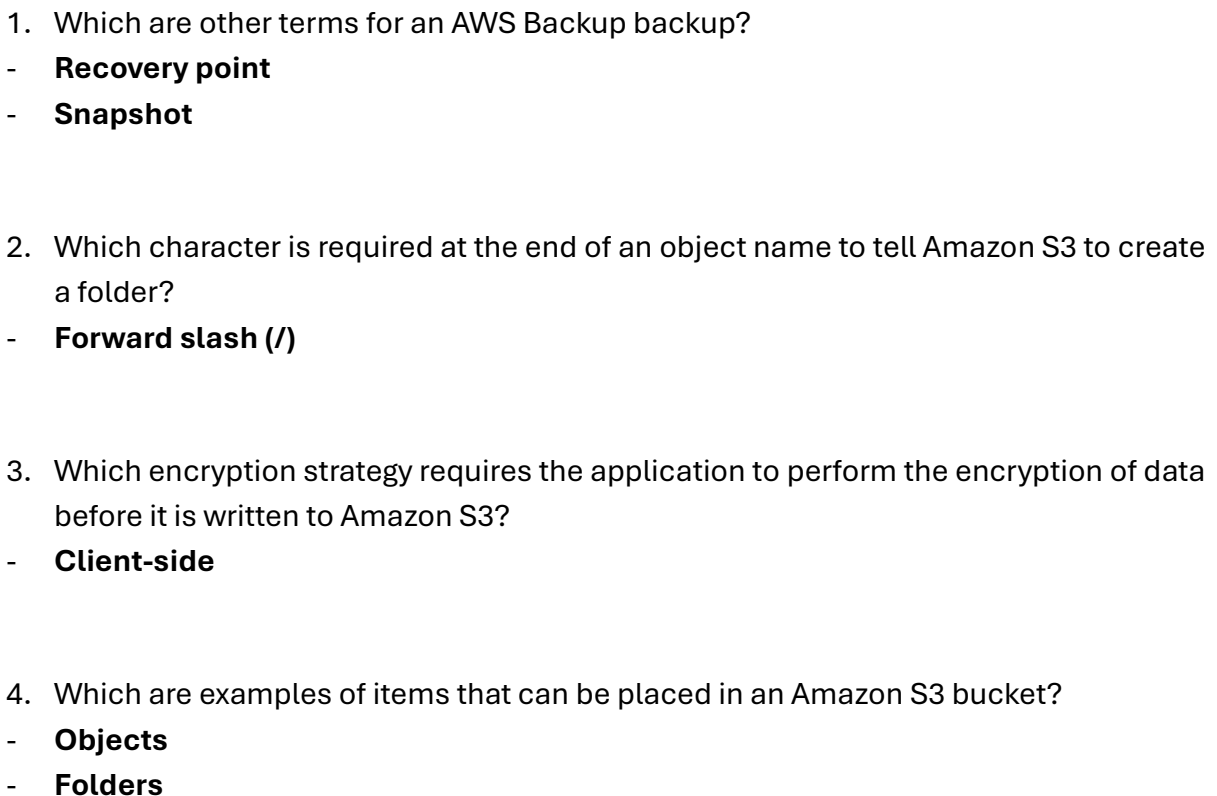 1. Which are other terms for an AWS Backup backup?
- Recovery point
- Snapshot
2. Which character is required at the end of an object name to tell Amazon S3 to create
a folder?
- Forward slash (/)
3. Which encryption strategy requires the application to perform the encryption of data
before it is written to Amazon S3?
- Client-side
4. Which are examples of items that can be placed in an Amazon S3 bucket?
- Objects
- Folders